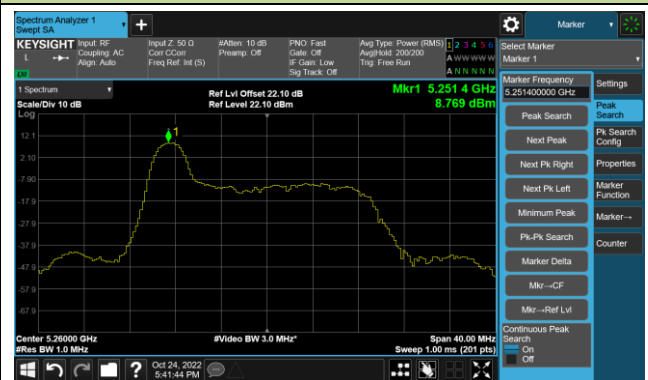 Spectrum Analyzer 1
Swept SA
Marker
KEYSIGHT
L
Input: RF
Coupling: AC
Align: Auto
Input Z: 50 Ω
Corr CCorr
Freq Ref: Int (S)
#Atten: 10 dB
Preamp: Off
PNO: Fast
Gate: Off
IF Gain: Low
Sig Track: Off
Avg Type: Power (RMS)
Avg|Hold: 200/200
Trig: Free Run
1 2 3 4 5 6
A W W W W W
A N N N N N
Select Marker
Marker 1
1 Spectrum
Scale/Div 10 dB
Log
Ref Lvl Offset 22.10 dB
Ref Level 22.10 dBm
Mkr1 5.251 4 GHz
8.769 dBm
1
12.1
2.10
-7.90
-17.9
-27.9
-37.9
-47.9
-57.9
-67.9
Center 5.26000 GHz
#Res BW 1.0 MHz
#Video BW 3.0 MHz*
Span 40.00 MHz
Sweep 1.00 ms (201 pts)
Marker Frequency
5.251400000 GHz
Peak Search
Next Peak
Next Pk Right
Next Pk Left
Minimum Peak
Pk-Pk Search
Marker Delta
Mkr→CF
Mkr→Ref Lvl
Continuous Peak
Search
On
Off
Settings
Peak
Search
Pk Search
Config
Properties
Marker
Function
Marker→
Counter
?
Oct 24, 2022
5:41:44 PM